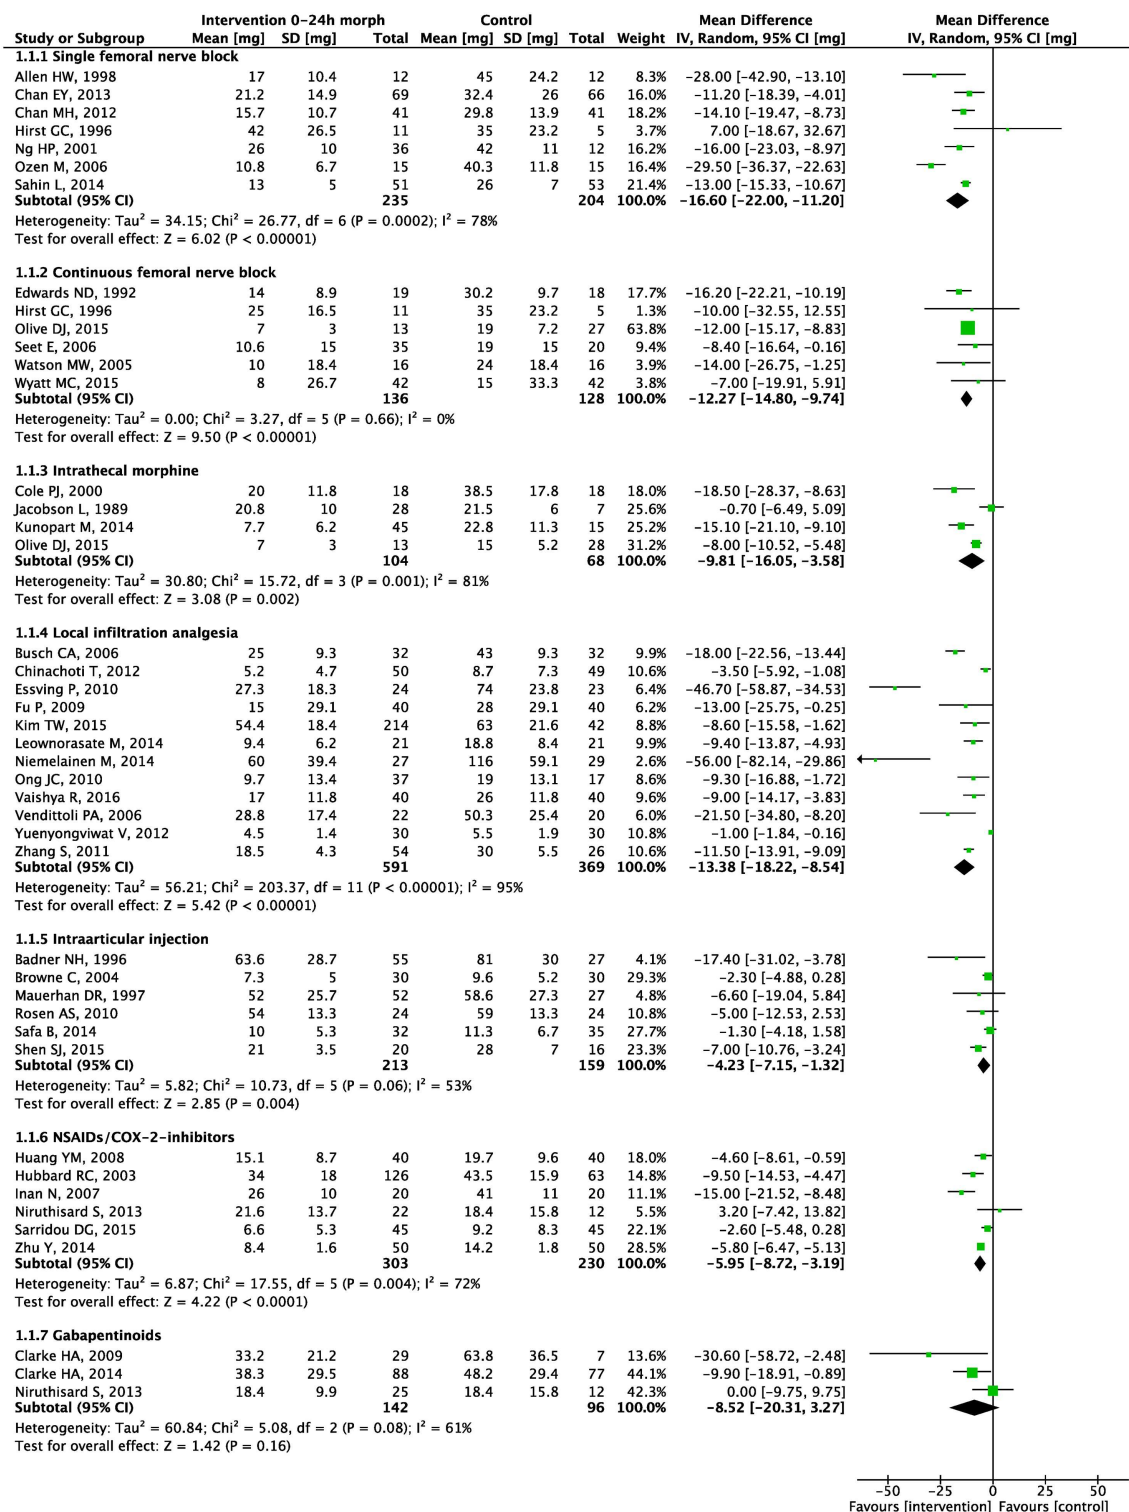 Intervention 0-24h morph Control Mean Difference Mean Difference
Study or Subgroup Mean [mg] SD [mg] Total Mean [mg] SD [mg] Total Weight IV, Random, 95% CI [mg] IV, Random, 95% CI [mg]
1.1.1 Single femoral nerve block
Allen HW, 1998 17 10.4 12 45 24.2 12 8.3% −28.00 [−42.90, −13.10]
Chan EY, 2013 21.2 14.9 69 32.4 26 66 16.0% −11.20 [−18.39, −4.01]
Chan MH, 2012 15.7 10.7 41 29.8 13.9 41 18.2% −14.10 [−19.47, −8.73]
Hirst GC, 1996 42 26.5 11 35 23.2 5 3.7% 7.00 [−18.67, 32.67]
Ng HP, 2001 26 10 36 42 11 12 16.2% −16.00 [−23.03, −8.97]
Ozen M, 2006 10.8 6.7 15 40.3 11.8 15 16.4% −29.50 [−36.37, −22.63]
Sahin L, 2014 13 5 51 26 7 53 21.4% −13.00 [−15.33, −10.67]
Subtotal (95% CI) 235 204 100.0% −16.60 [−22.00, −11.20]
Heterogeneity: Tau² = 34.15; Chi² = 26.77, df = 6 (P = 0.0002); I² = 78%
Test for overall effect: Z = 6.02 (P < 0.00001)
1.1.2 Continuous femoral nerve block
Edwards ND, 1992 14 8.9 19 30.2 9.7 18 17.7% −16.20 [−22.21, −10.19]
Hirst GC, 1996 25 16.5 11 35 23.2 5 1.3% −10.00 [−32.55, 12.55]
Olive DJ, 2015 7 3 13 19 7.2 27 63.8% −12.00 [−15.17, −8.83]
Seet E, 2006 10.6 15 35 19 15 20 9.4% −8.40 [−16.64, −0.16]
Watson MW, 2005 10 18.4 16 24 18.4 16 3.9% −14.00 [−26.75, −1.25]
Wyatt MC, 2015 8 26.7 42 15 33.3 42 3.8% −7.00 [−19.91, 5.91]
Subtotal (95% CI) 136 128 100.0% −12.27 [−14.80, −9.74]
Heterogeneity: Tau² = 0.00; Chi² = 3.27, df = 5 (P = 0.66); I² = 0%
Test for overall effect: Z = 9.50 (P < 0.00001)
1.1.3 Intrathecal morphine
Cole PJ, 2000 20 11.8 18 38.5 17.8 18 18.0% −18.50 [−28.37, −8.63]
Jacobson L, 1989 20.8 10 28 21.5 6 7 25.6% −0.70 [−6.49, 5.09]
Kunopart M, 2014 7.7 6.2 45 22.8 11.3 15 25.2% −15.10 [−21.10, −9.10]
Olive DJ, 2015 7 3 13 15 5.2 28 31.2% −8.00 [−10.52, −5.48]
Subtotal (95% CI) 104 68 100.0% −9.81 [−16.05, −3.58]
Heterogeneity: Tau² = 30.80; Chi² = 15.72, df = 3 (P = 0.001); I² = 81%
Test for overall effect: Z = 3.08 (P = 0.002)
1.1.4 Local infiltration analgesia
Busch CA, 2006 25 9.3 32 43 9.3 32 9.9% −18.00 [−22.56, −13.44]
Chinachoti T, 2012 5.2 4.7 50 8.7 7.3 49 10.6% −3.50 [−5.92, −1.08]
Essving P, 2010 27.3 18.3 24 74 23.8 23 6.4% −46.70 [−58.87, −34.53]
Fu P, 2009 15 29.1 40 28 29.1 40 6.2% −13.00 [−25.75, −0.25]
Kim TW, 2015 54.4 18.4 214 63 21.6 42 8.8% −8.60 [−15.58, −1.62]
Leownorasate M, 2014 9.4 6.2 21 18.8 8.4 21 9.9% −9.40 [−13.87, −4.93]
Niemelainen M, 2014 60 39.4 27 116 59.1 29 2.6% −56.00 [−82.14, −29.86]
Ong JC, 2010 9.7 13.4 37 19 13.1 17 8.6% −9.30 [−16.88, −1.72]
Vaishya R, 2016 17 11.8 40 26 11.8 40 9.6% −9.00 [−14.17, −3.83]
Vendittoli PA, 2006 28.8 17.4 22 50.3 25.4 20 6.0% −21.50 [−34.80, −8.20]
Yuenyongviwat V, 2012 4.5 1.4 30 5.5 1.9 30 10.8% −1.00 [−1.84, −0.16]
Zhang S, 2011 18.5 4.3 54 30 5.5 26 10.6% −11.50 [−13.91, −9.09]
Subtotal (95% CI) 591 369 100.0% −13.38 [−18.22, −8.54]
Heterogeneity: Tau² = 56.21; Chi² = 203.37, df = 11 (P < 0.00001); I² = 95%
Test for overall effect: Z = 5.42 (P < 0.00001)
1.1.5 Intraarticular injection
Badner NH, 1996 63.6 28.7 55 81 30 27 4.1% −17.40 [−31.02, −3.78]
Browne C, 2004 7.3 5 30 9.6 5.2 30 29.3% −2.30 [−4.88, 0.28]
Mauerhan DR, 1997 52 25.7 52 58.6 27.3 27 4.8% −6.60 [−19.04, 5.84]
Rosen AS, 2010 54 13.3 24 59 13.3 24 10.8% −5.00 [−12.53, 2.53]
Safa B, 2014 10 5.3 32 11.3 6.7 35 27.7% −1.30 [−4.18, 1.58]
Shen SJ, 2015 21 3.5 20 28 7 16 23.3% −7.00 [−10.76, −3.24]
Subtotal (95% CI) 213 159 100.0% −4.23 [−7.15, −1.32]
Heterogeneity: Tau² = 5.82; Chi² = 10.73, df = 5 (P = 0.06); I² = 53%
Test for overall effect: Z = 2.85 (P = 0.004)
1.1.6 NSAIDs/COX−2−inhibitors
Huang YM, 2008 15.1 8.7 40 19.7 9.6 40 18.0% −4.60 [−8.61, −0.59]
Hubbard RC, 2003 34 18 126 43.5 15.9 63 14.8% −9.50 [−14.53, −4.47]
Inan N, 2007 26 10 20 41 11 20 11.1% −15.00 [−21.52, −8.48]
Niruthisard S, 2013 21.6 13.7 22 18.4 15.8 12 5.5% 3.20 [−7.42, 13.82]
Sarridou DG, 2015 6.6 5.3 45 9.2 8.3 45 22.1% −2.60 [−5.48, 0.28]
Zhu Y, 2014 8.4 1.6 50 14.2 1.8 50 28.5% −5.80 [−6.47, −5.13]
Subtotal (95% CI) 303 230 100.0% −5.95 [−8.72, −3.19]
Heterogeneity: Tau² = 6.87; Chi² = 17.55, df = 5 (P = 0.004); I² = 72%
Test for overall effect: Z = 4.22 (P < 0.0001)
1.1.7 Gabapentinoids
Clarke HA, 2009 33.2 21.2 29 63.8 36.5 7 13.6% −30.60 [−58.72, −2.48]
Clarke HA, 2014 38.3 29.5 88 48.2 29.4 77 44.1% −9.90 [−18.91, −0.89]
Niruthisard S, 2013 18.4 9.9 25 18.4 15.8 12 42.3% 0.00 [−9.75, 9.75]
Subtotal (95% CI) 142 96 100.0% −8.52 [−20.31, 3.27]
Heterogeneity: Tau² = 60.84; Chi² = 5.08, df = 2 (P = 0.08); I² = 61%
Test for overall effect: Z = 1.42 (P = 0.16)
−50 −25 0 25 50
Favours [intervention] Favours [control]